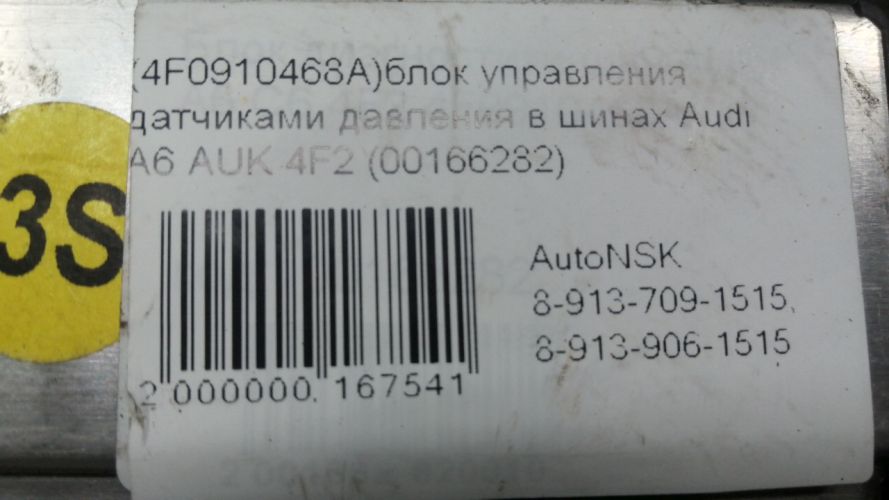 (4F0910468A)блок управления
датчиками давления в шинах Audi
A6 AUK 4F2 (00166282)
3S
AutoNSK
8-913-709-1515,
8-913-906-1515
2 000000 167541